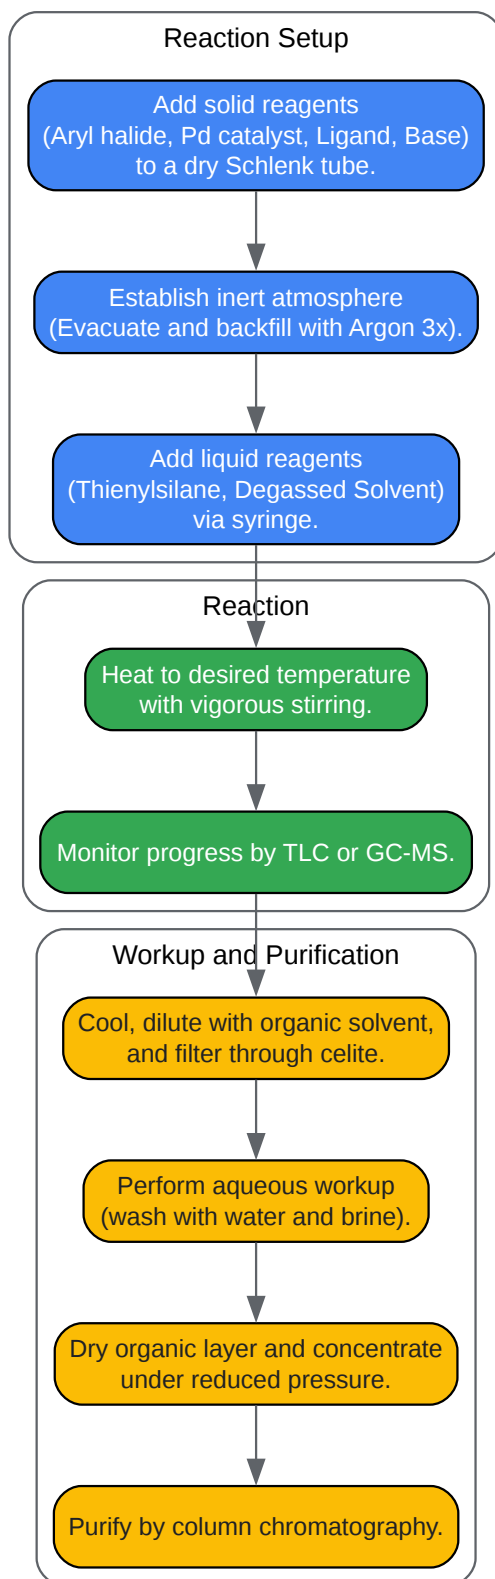 Reaction Setup
Add solid reagents
(Aryl halide, Pd catalyst, Ligand, Base)
to a dry Schlenk tube.
Establish inert atmosphere
(Evacuate and backfill with Argon 3x).
Add liquid reagents
(Thienylsilane, Degassed Solvent)
via syringe.
Reaction
Heat to desired temperature
with vigorous stirring.
Monitor progress by TLC or GC-MS.
Workup and Purification
Cool, dilute with organic solvent,
and filter through celite.
Perform aqueous workup
(wash with water and brine).
Dry organic layer and concentrate
under reduced pressure.
Purify by column chromatography.